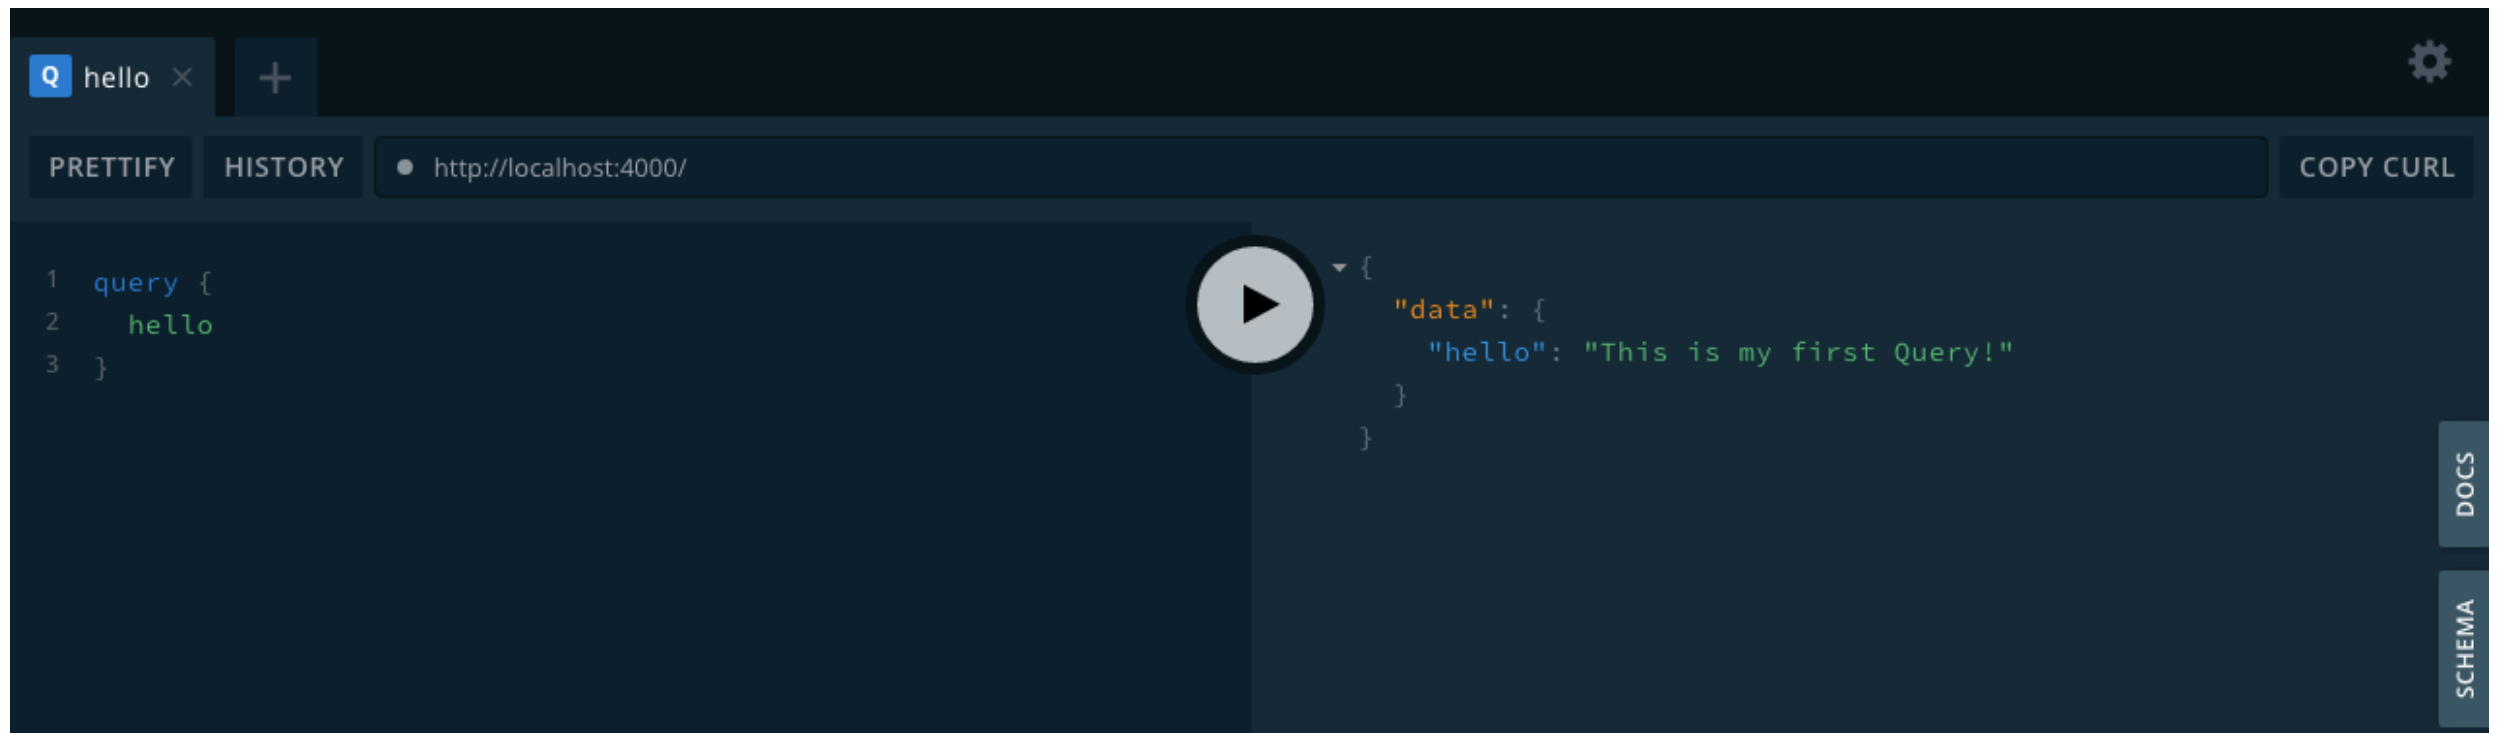 Q hello
PRETTIFY HISTORY http://localhost:4000/ COPY CURL
1 query {
2 hello
3 }
{
"data": {
"hello": "This is my first Query!"
}
}
DOCS
SCHEMA